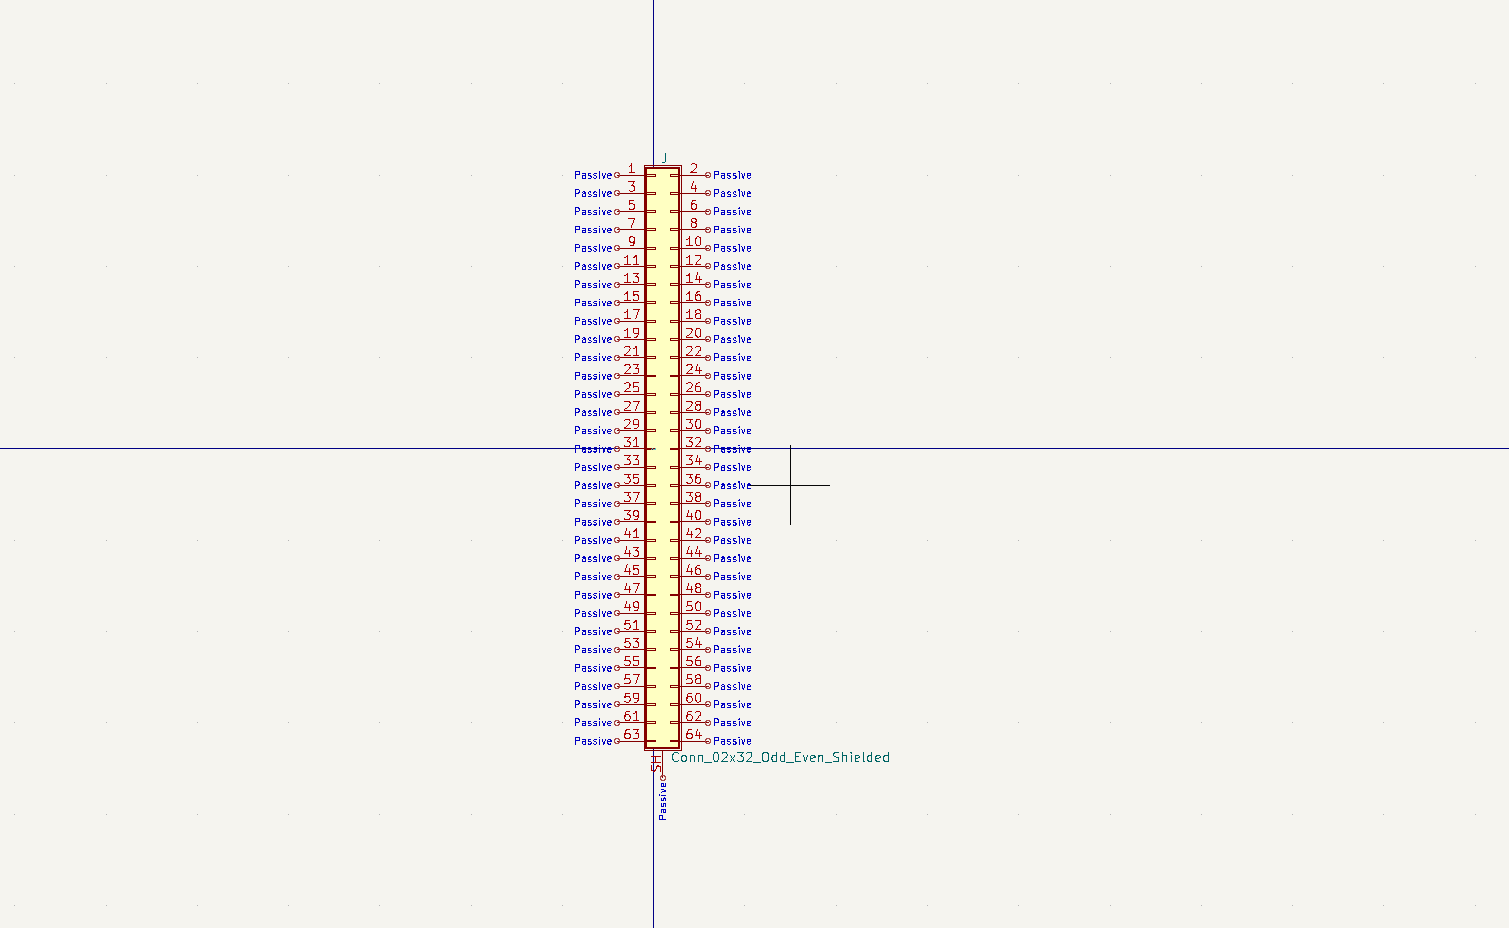 J
Passive 1 2 Passive
Passive 3 4 Passive
Passive 5 6 Passive
Passive 7 8 Passive
Passive 9 10 Passive
Passive 11 12 Passive
Passive 13 14 Passive
Passive 15 16 Passive
Passive 17 18 Passive
Passive 19 20 Passive
Passive 21 22 Passive
Passive 23 24 Passive
Passive 25 26 Passive
Passive 27 28 Passive
Passive 29 30 Passive
Passive 31 32 Passive
Passive 33 34 Passive
Passive 35 36 Passive
Passive 37 38 Passive
Passive 39 40 Passive
Passive 41 42 Passive
Passive 43 44 Passive
Passive 45 46 Passive
Passive 47 48 Passive
Passive 49 50 Passive
Passive 51 52 Passive
Passive 53 54 Passive
Passive 55 56 Passive
Passive 57 58 Passive
Passive 59 60 Passive
Passive 61 62 Passive
Passive 63 64 Passive
Conn_02x32_Odd_Even_Shielded
SH
Passive